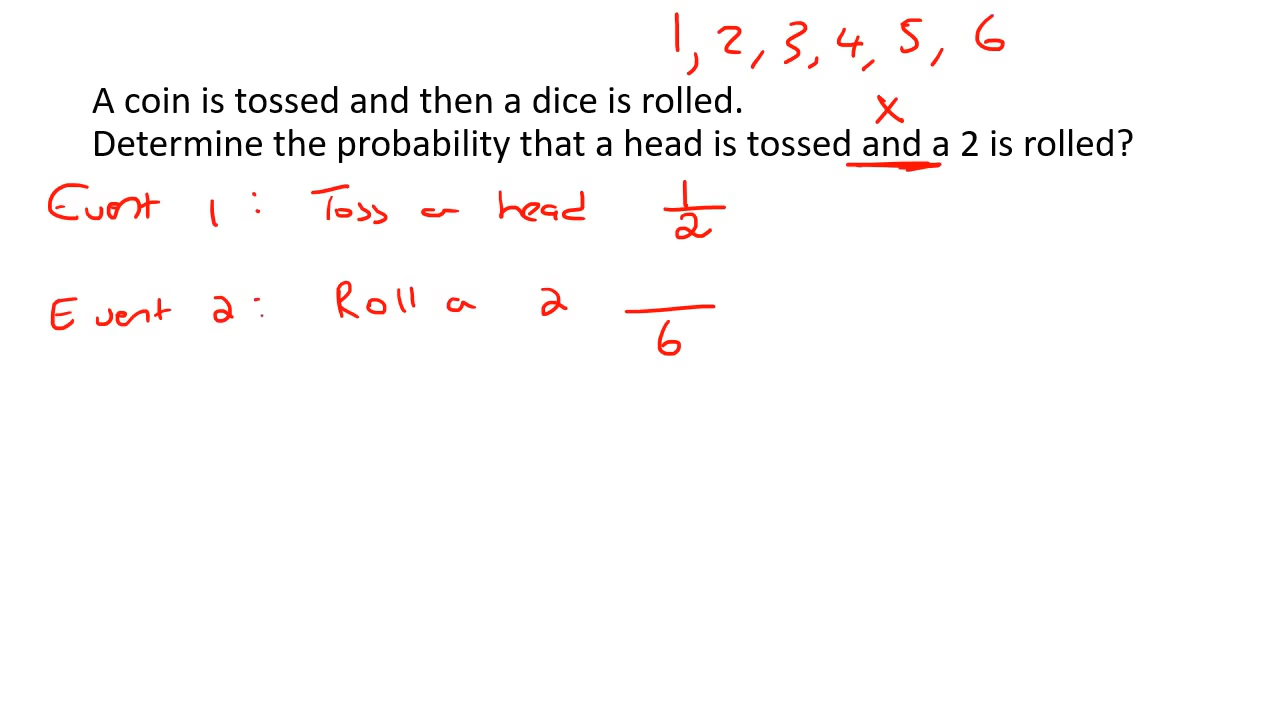 1, 2, 3, 4, 5, 6
A coin is tossed and then a dice is rolled.
x
Determine the probability that a head is tossed and a 2 is rolled?
Event 1: Toss a head 1/2
Event 2: Roll a 2 /6